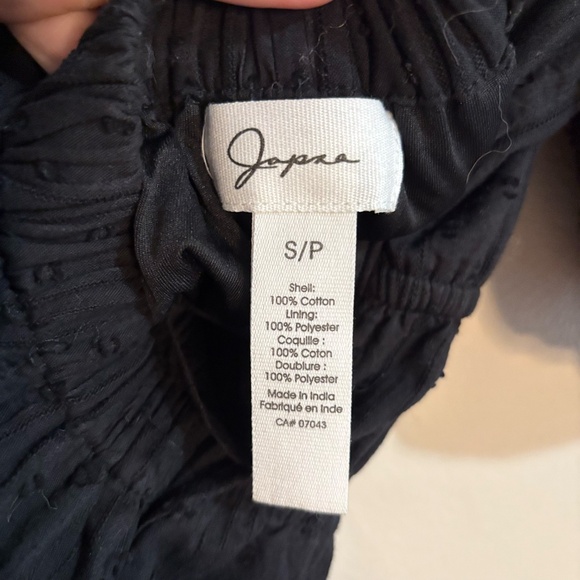 Japna
S/P
Shell:
100% Cotton
Lining:
100% Polyester
Coquille :
100% Coton
Doublure :
100% Polyester
Made in India
Fabriqué en Inde
CA# 07043